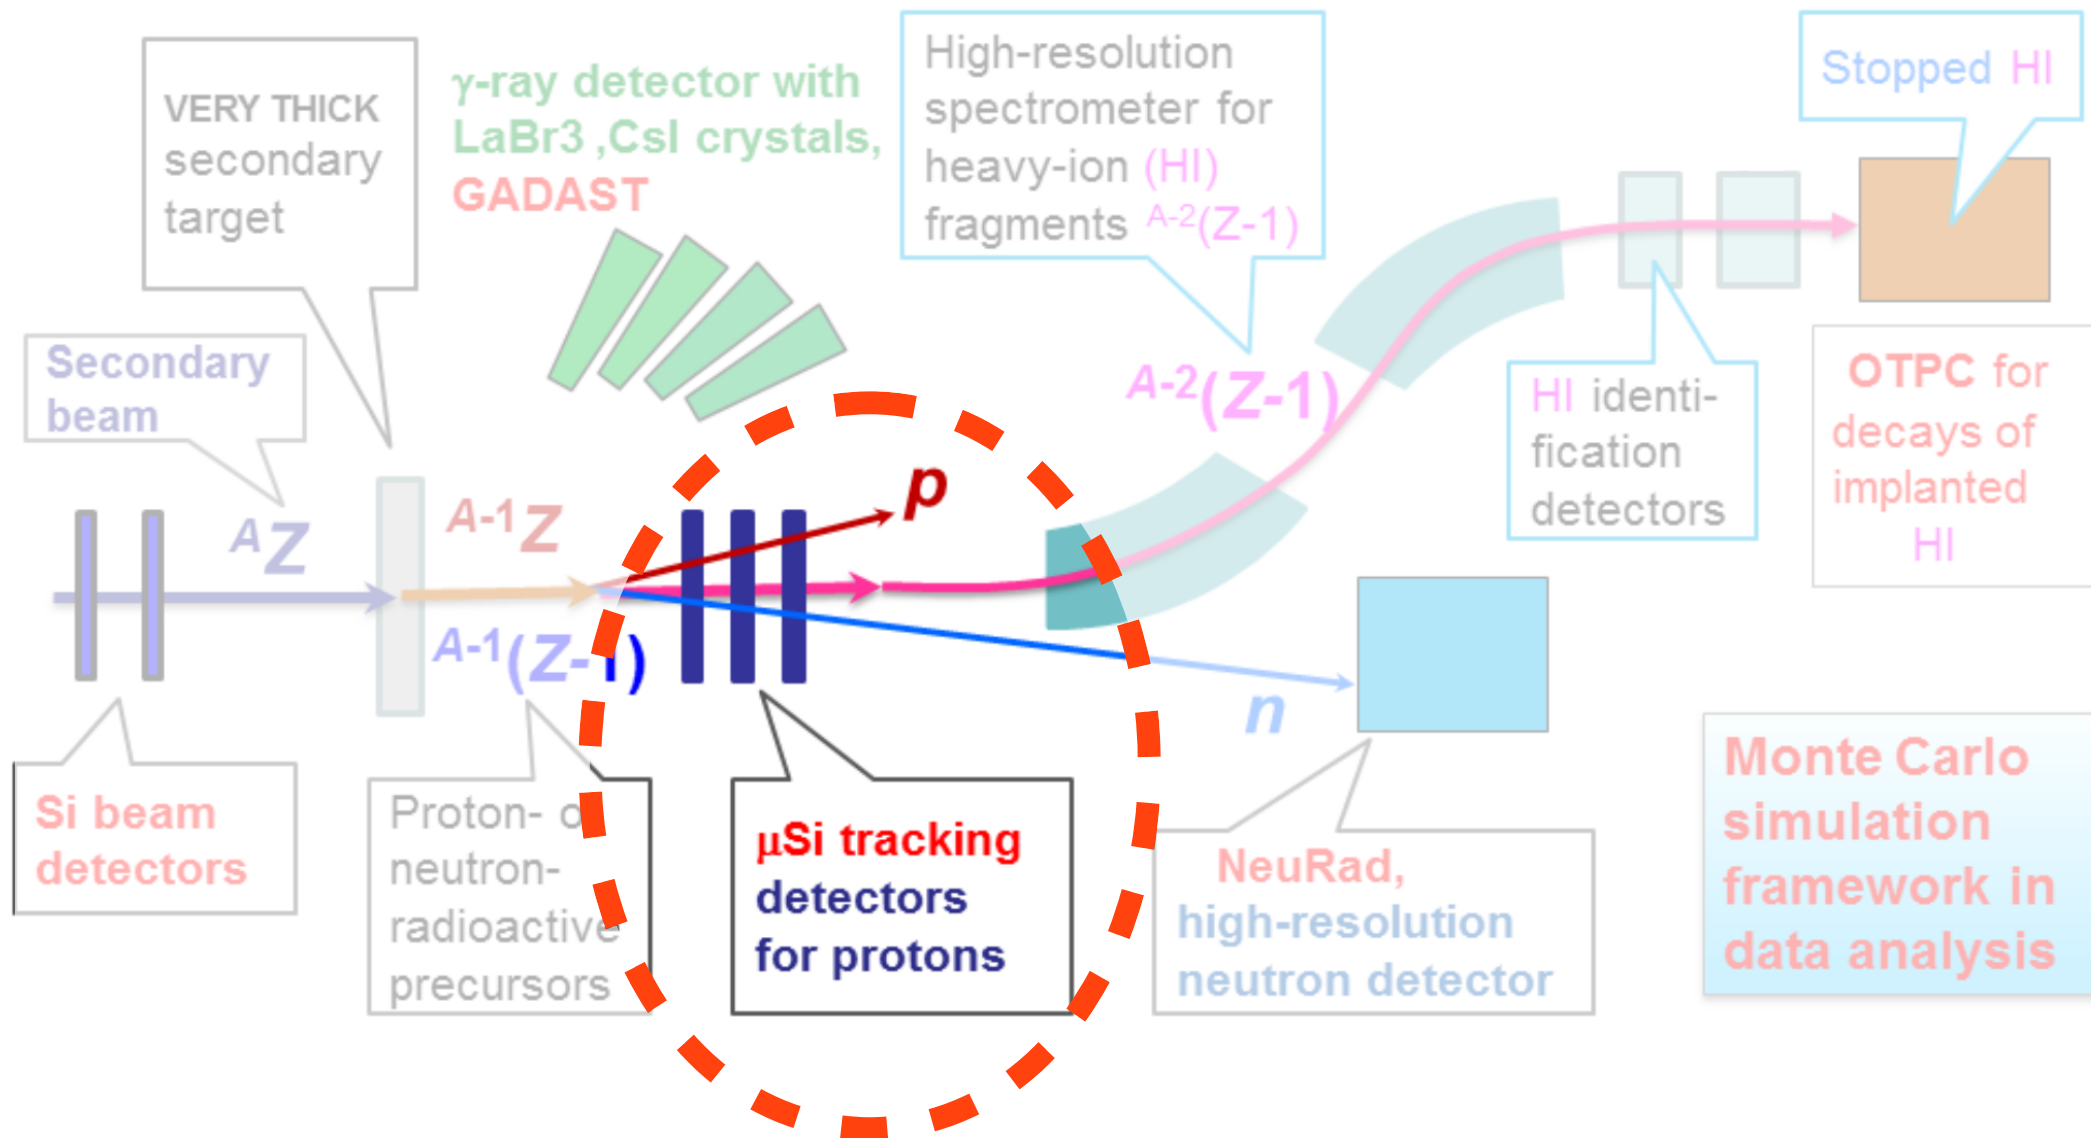 VERY THICK
secondary
target
γ-ray detector with
LaBr3 ,CsI crystals,
GADAST
High-resolution
spectrometer for
heavy-ion (HI)
fragments A-2(Z-1)
Stopped HI
Secondary
beam
AZ
A-1Z
A-1(Z-1)
p
A-2(Z-1)
n
HI identi-
fication
detectors
OTPC for
decays of
implanted
HI
Si beam
detectors
Proton- o
neutron-
radioactive
precursors
μSi tracking
detectors
for protons
NeuRad,
high-resolution
neutron detector
Monte Carlo
simulation
framework in
data analysis